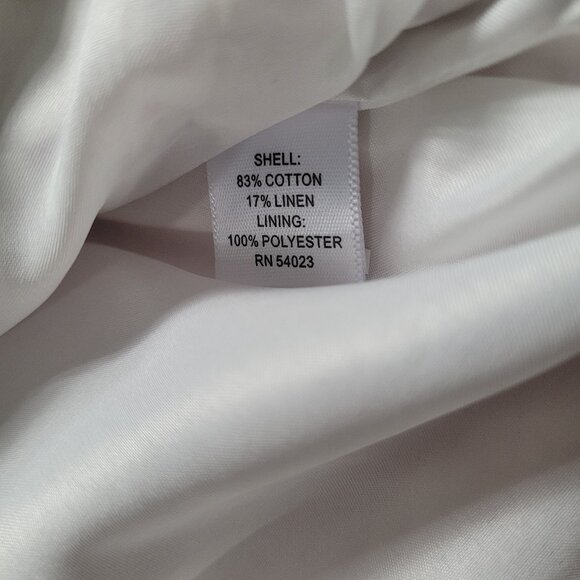 SHELL:
83% COTTON
17% LINEN
LINING:
100% POLYESTER
RN 54023